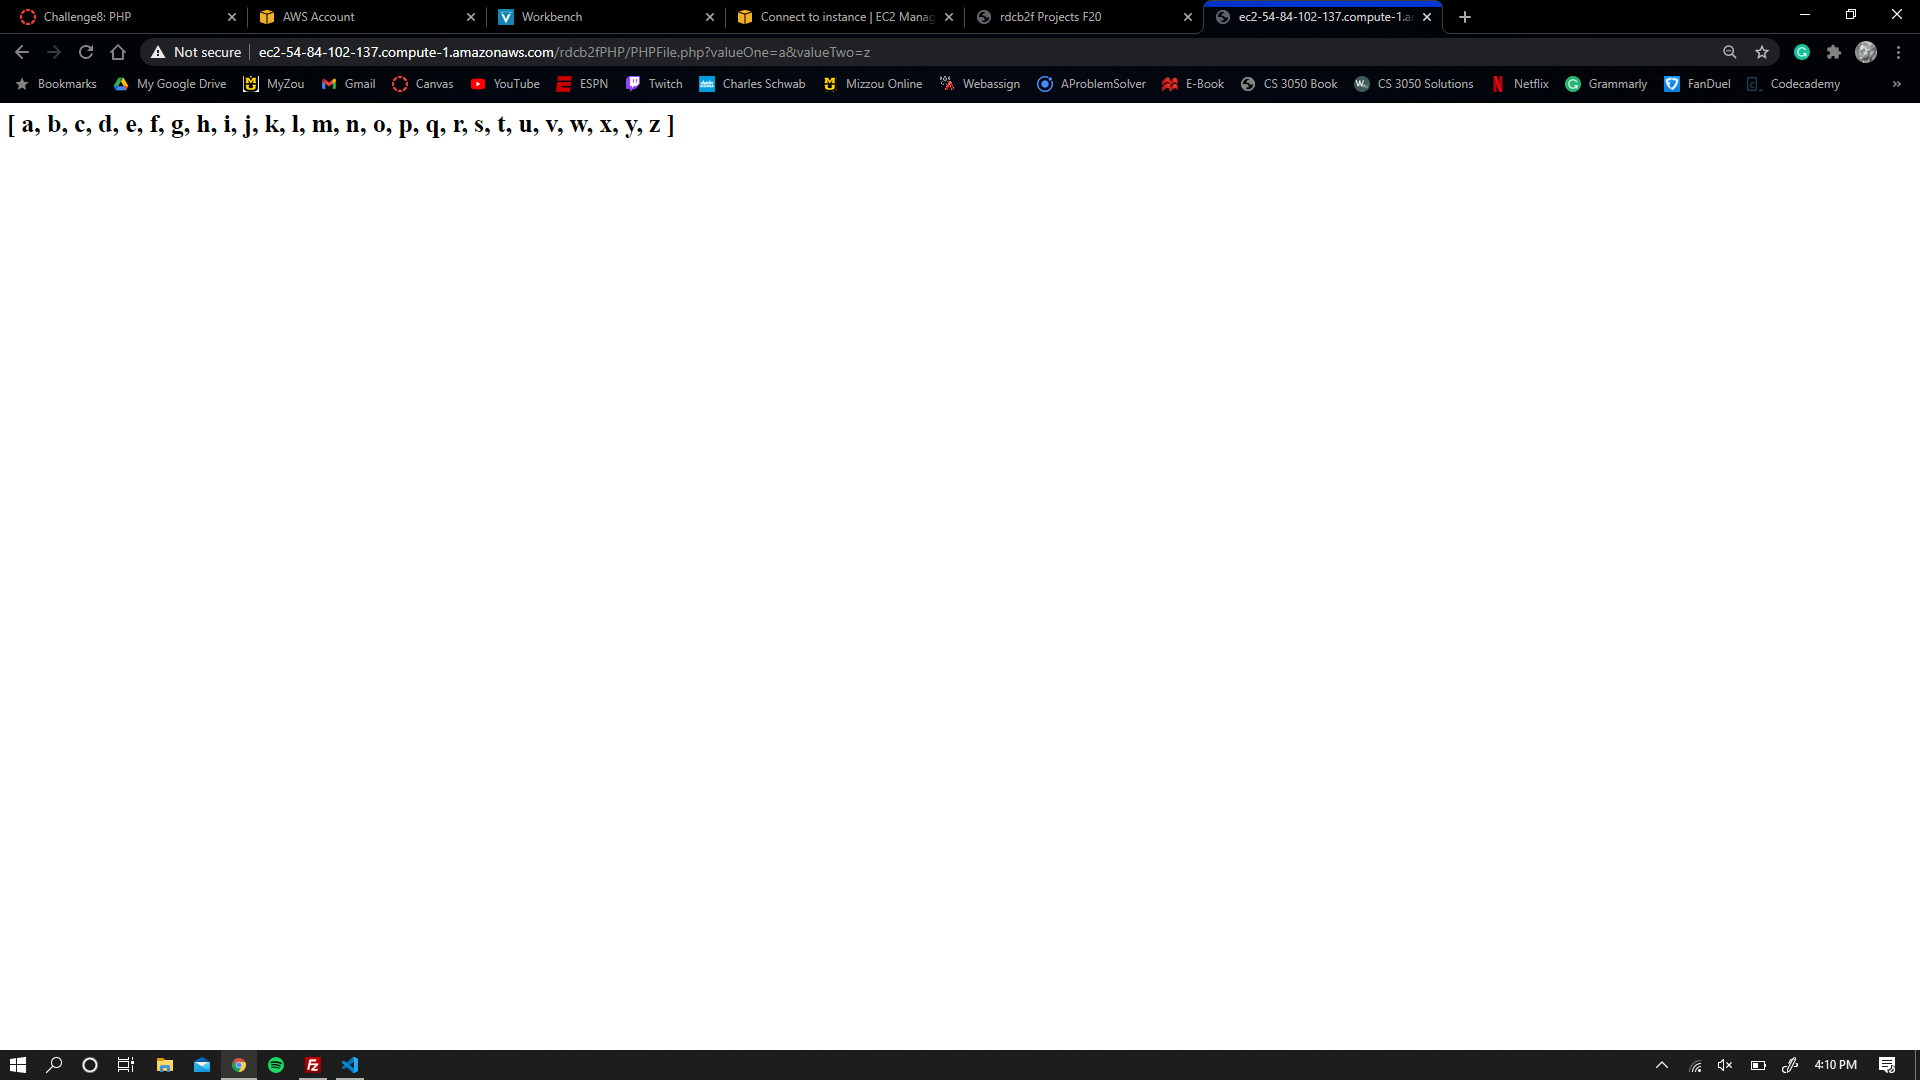 Challenge8: PHP
AWS Account
Workbench
Connect to instance | EC2 Manag
rdcb2f Projects F20
ec2-54-84-102-137.compute-1.a
Not secure
ec2-54-84-102-137.compute-1.amazonaws.com/rdcb2fPHP/PHPFile.php?valueOne=a&valueTwo=z
Bookmarks
My Google Drive
MyZou
Gmail
Canvas
YouTube
ESPN
Twitch
Charles Schwab
Mizzou Online
Webassign
AProblemSolver
E-Book
CS 3050 Book
CS 3050 Solutions
Netflix
Grammarly
FanDuel
Codecademy
[ a, b, c, d, e, f, g, h, i, j, k, l, m, n, o, p, q, r, s, t, u, v, w, x, y, z ]
4:10 PM